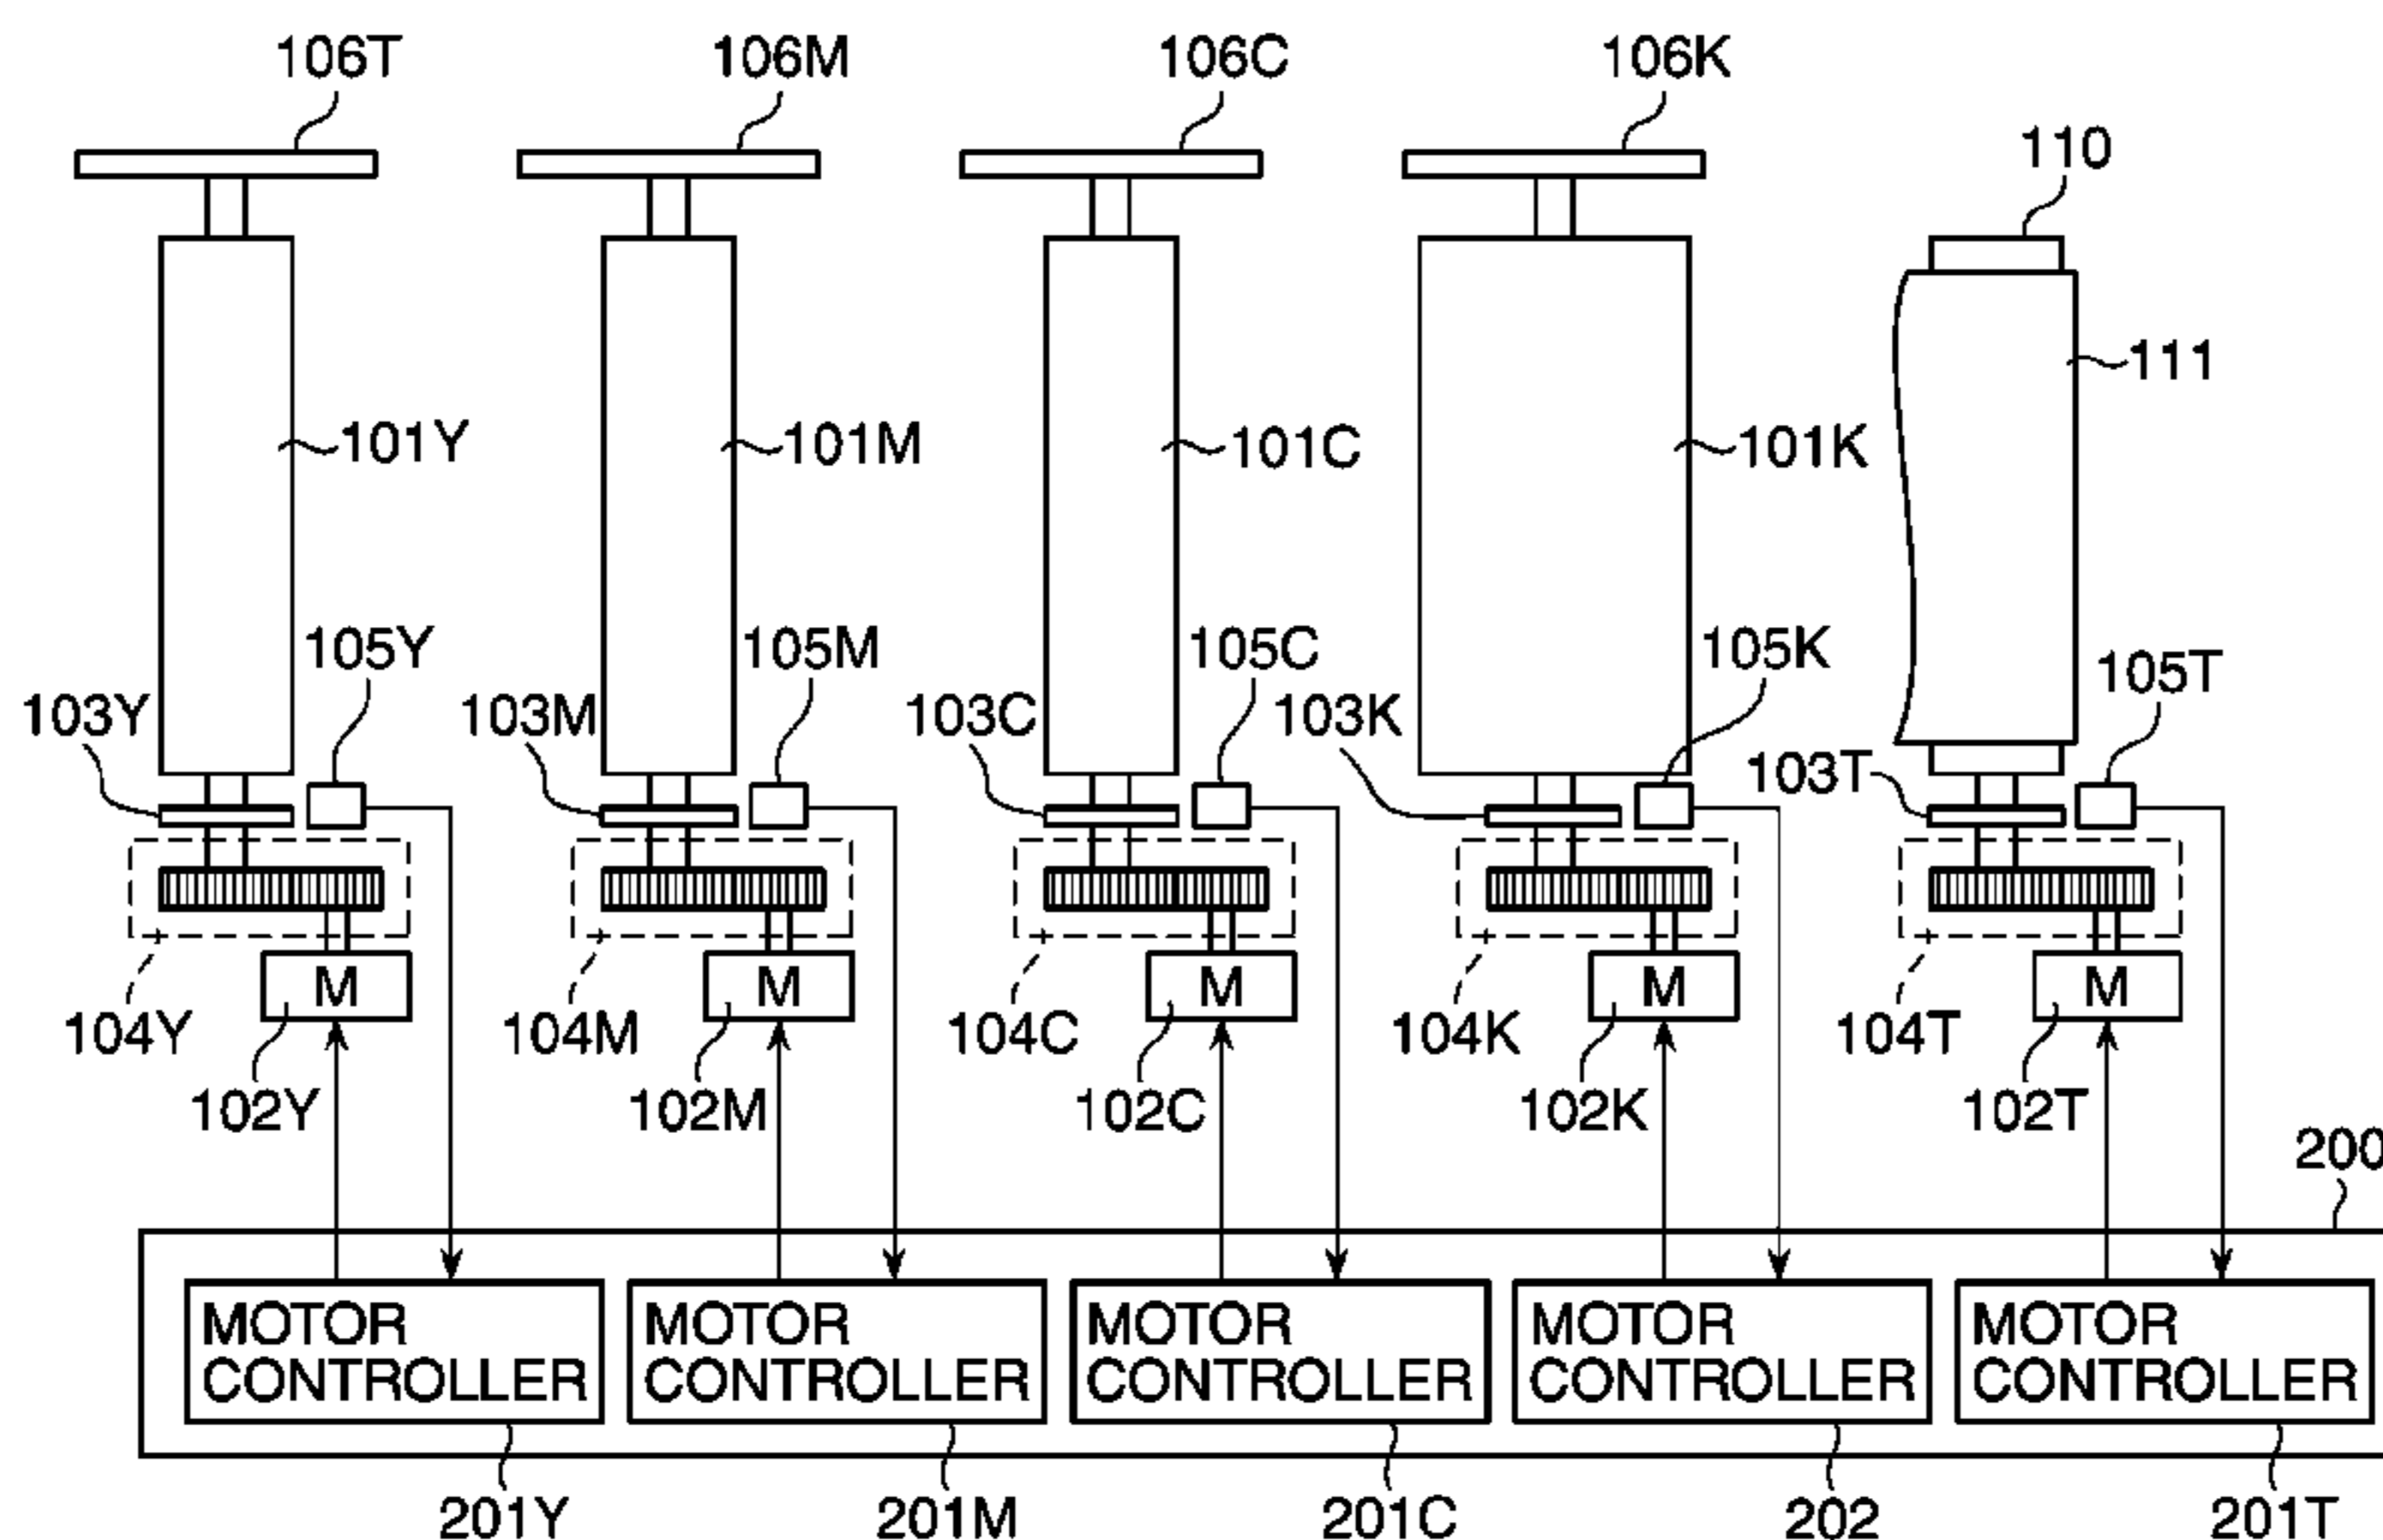 106T
106M
106C
106K
110
111
101Y
101M
101C
101K
105Y
105M
105C
105K
105T
103Y
103M
103C
103K
103T
M
M
M
M
M
104Y
104M
104C
104K
104T
102Y
102M
102C
102K
102T
200
MOTOR
CONTROLLER
MOTOR
CONTROLLER
MOTOR
CONTROLLER
MOTOR
CONTROLLER
MOTOR
CONTROLLER
201Y
201M
201C
202
201T